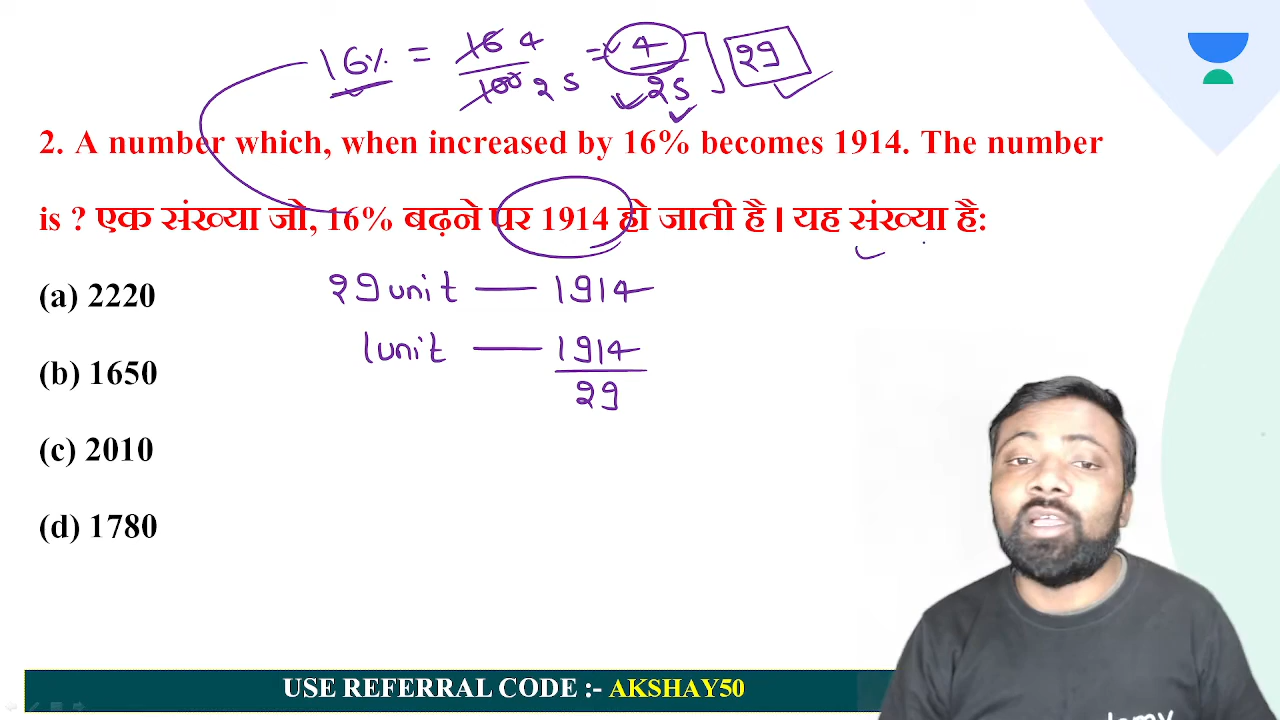 16% = 16 4 / 100 25 = 4 / 25 29
2. A number which, when increased by 16% becomes 1914. The number
is ? एक संख्या जो, 16% बढ़ने पर 1914 हो जाती है। यह संख्या है:
29 unit — 1914
(a) 2220
1 unit — 1914 / 29
(b) 1650
(c) 2010
(d) 1780
USE REFERRAL CODE :- AKSHAY50